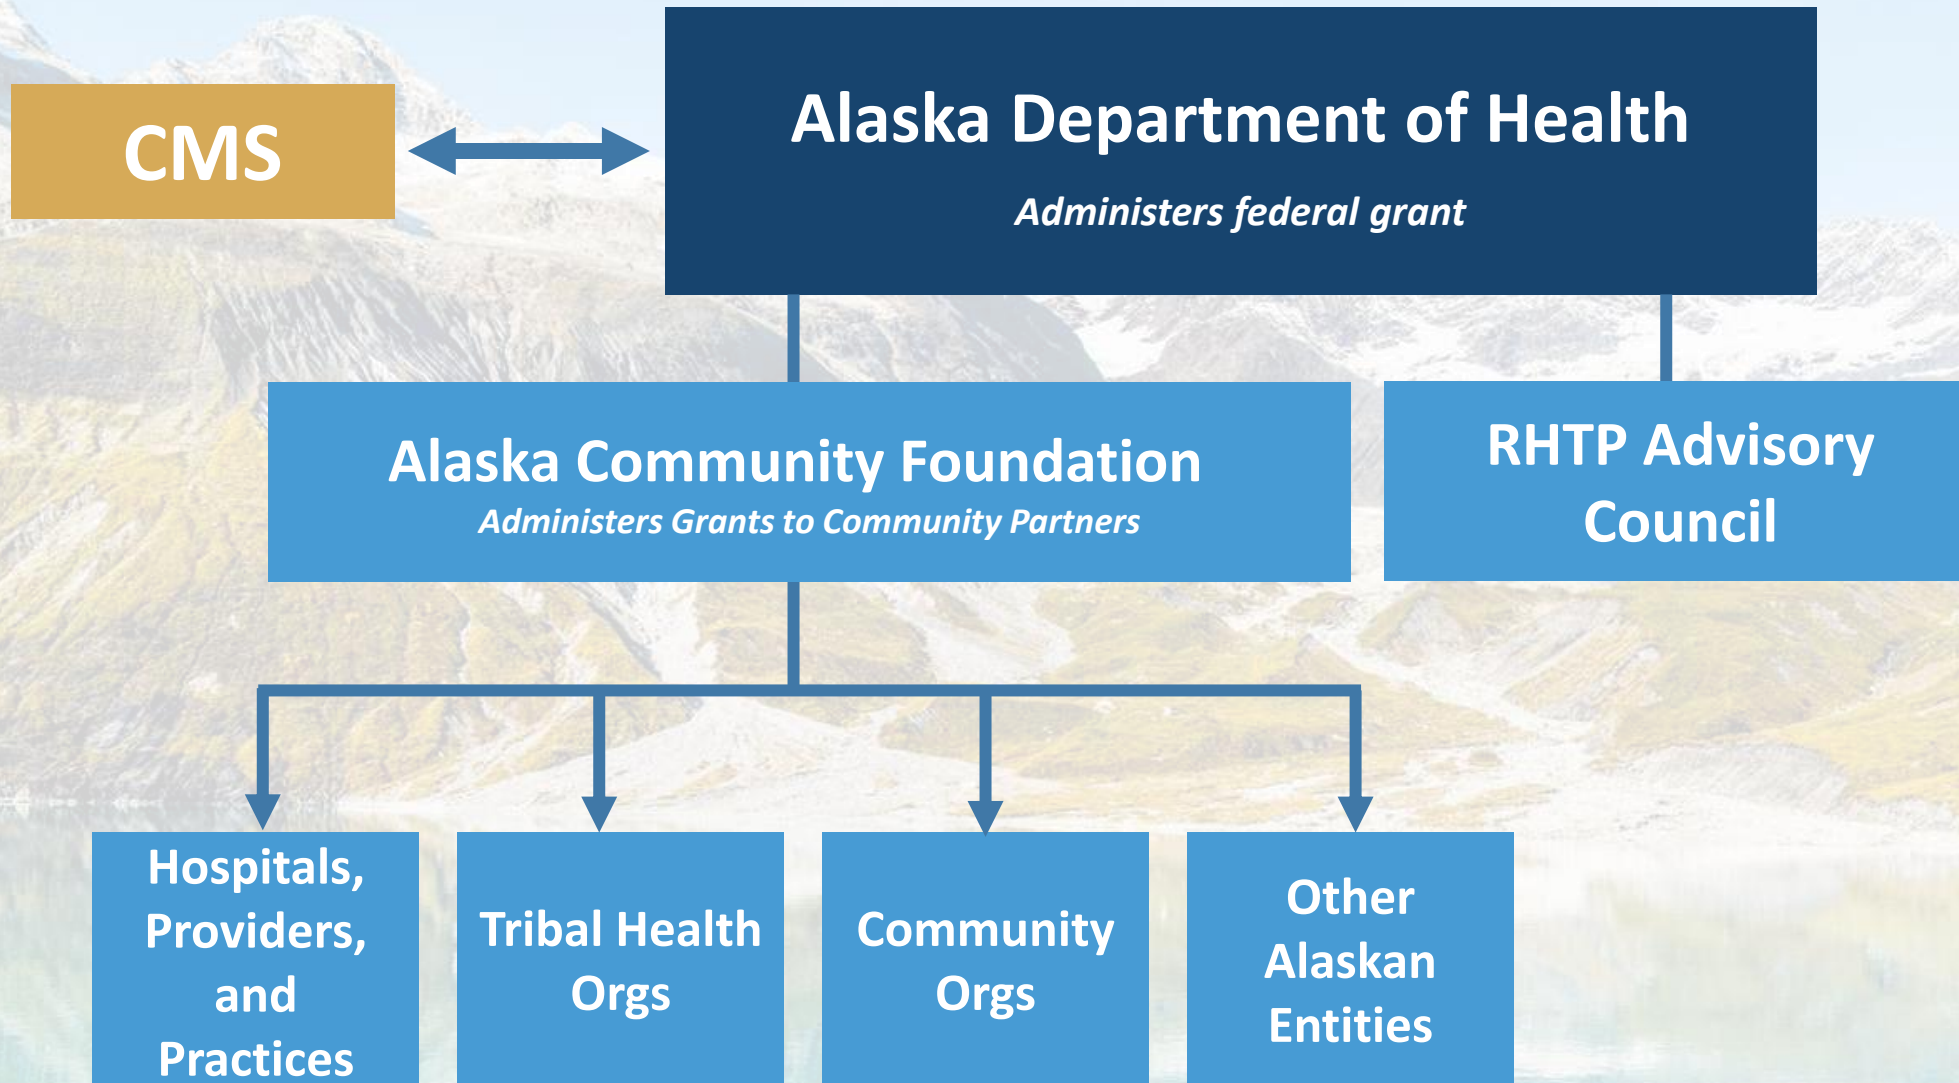 CMS
Alaska Department of Health
Administers federal grant
Alaska Community Foundation
Administers Grants to Community Partners
RHTP Advisory
Council
Hospitals,
Providers,
and
Practices
Tribal Health
Orgs
Community
Orgs
Other
Alaskan
Entities